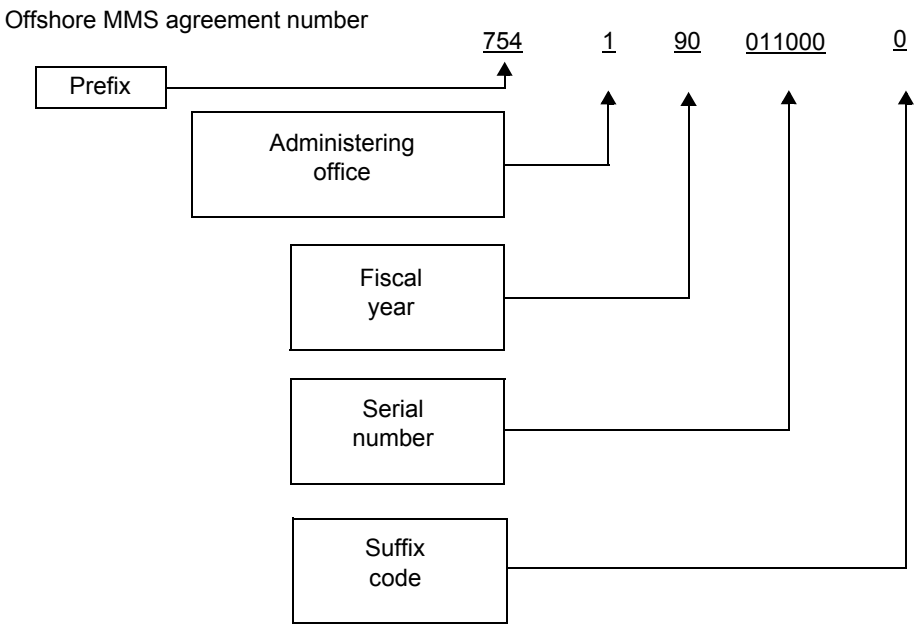 Offshore MMS agreement number
754 1 90 011000 0
Prefix
Administering
office
Fiscal
year
Serial
number
Suffix
code